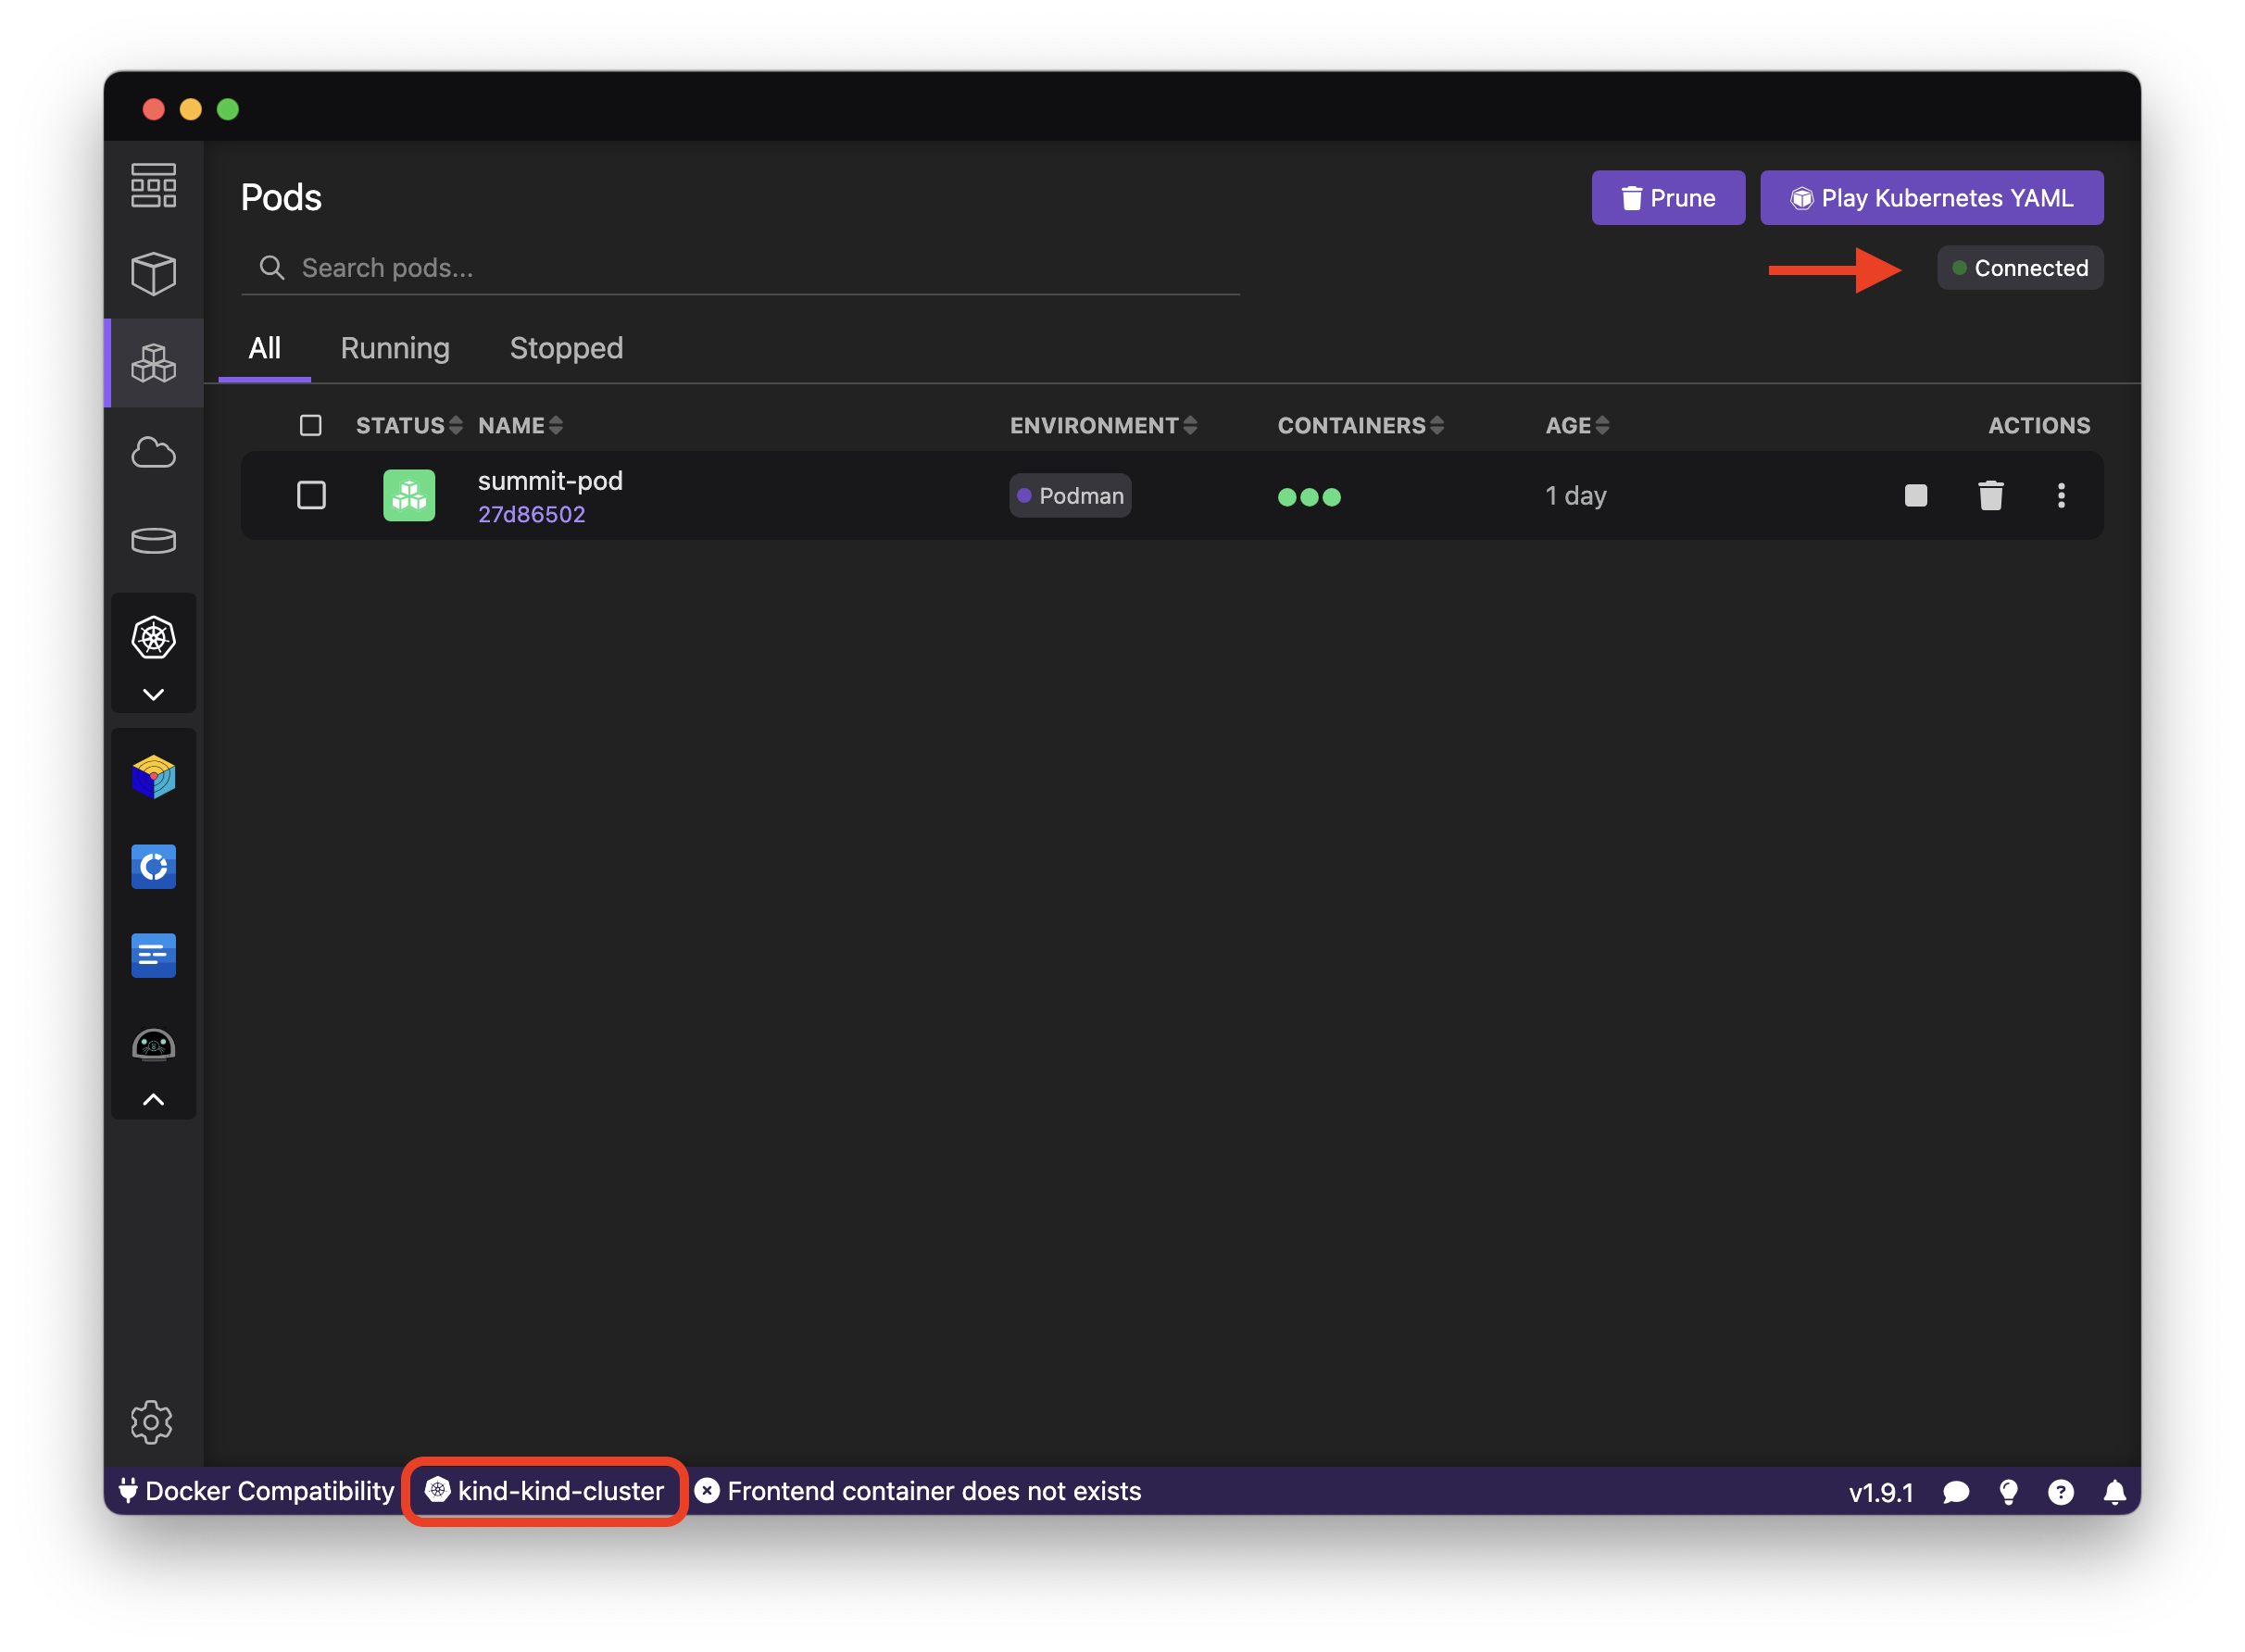 Pods
Prune
Play Kubernetes YAML
Search pods...
Connected
All Running Stopped
STATUS NAME ENVIRONMENT CONTAINERS AGE ACTIONS
summit-pod
27d86502
Podman
1 day
Docker Compatibility kind-kind-cluster Frontend container does not exists v1.9.1